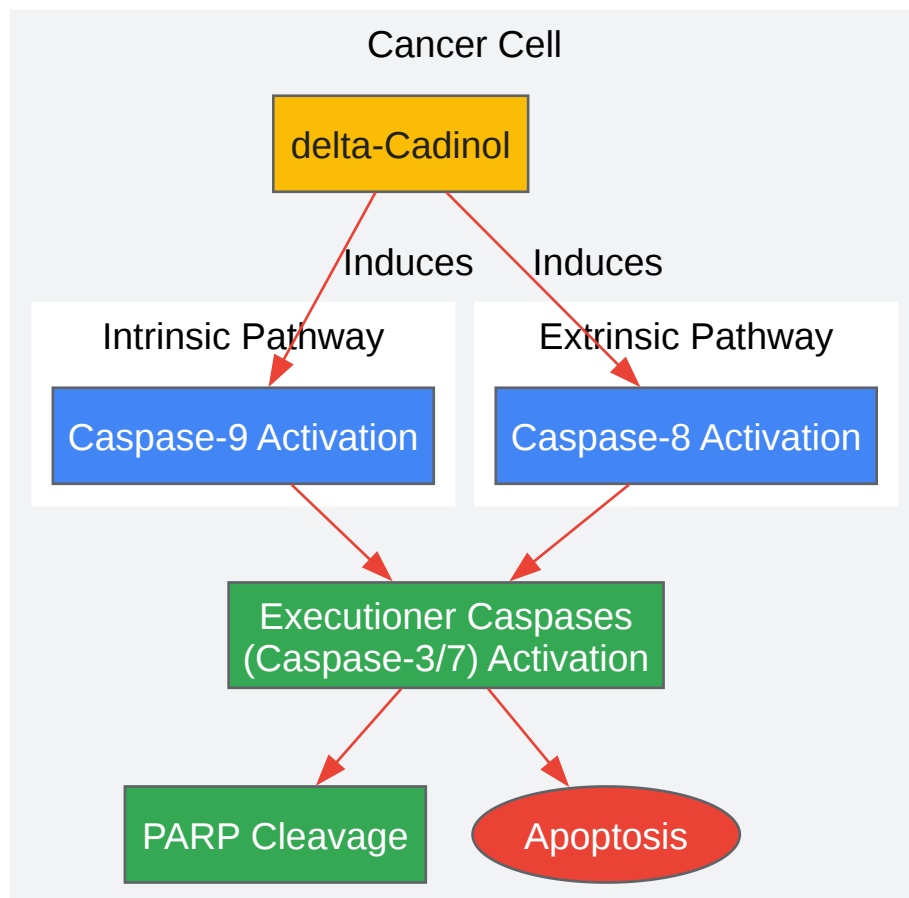 Cancer Cell
delta-Cadinol
Induces
Induces
Intrinsic Pathway
Extrinsic Pathway
Caspase-9 Activation
Caspase-8 Activation
Executioner Caspases
(Caspase-3/7) Activation
PARP Cleavage
Apoptosis